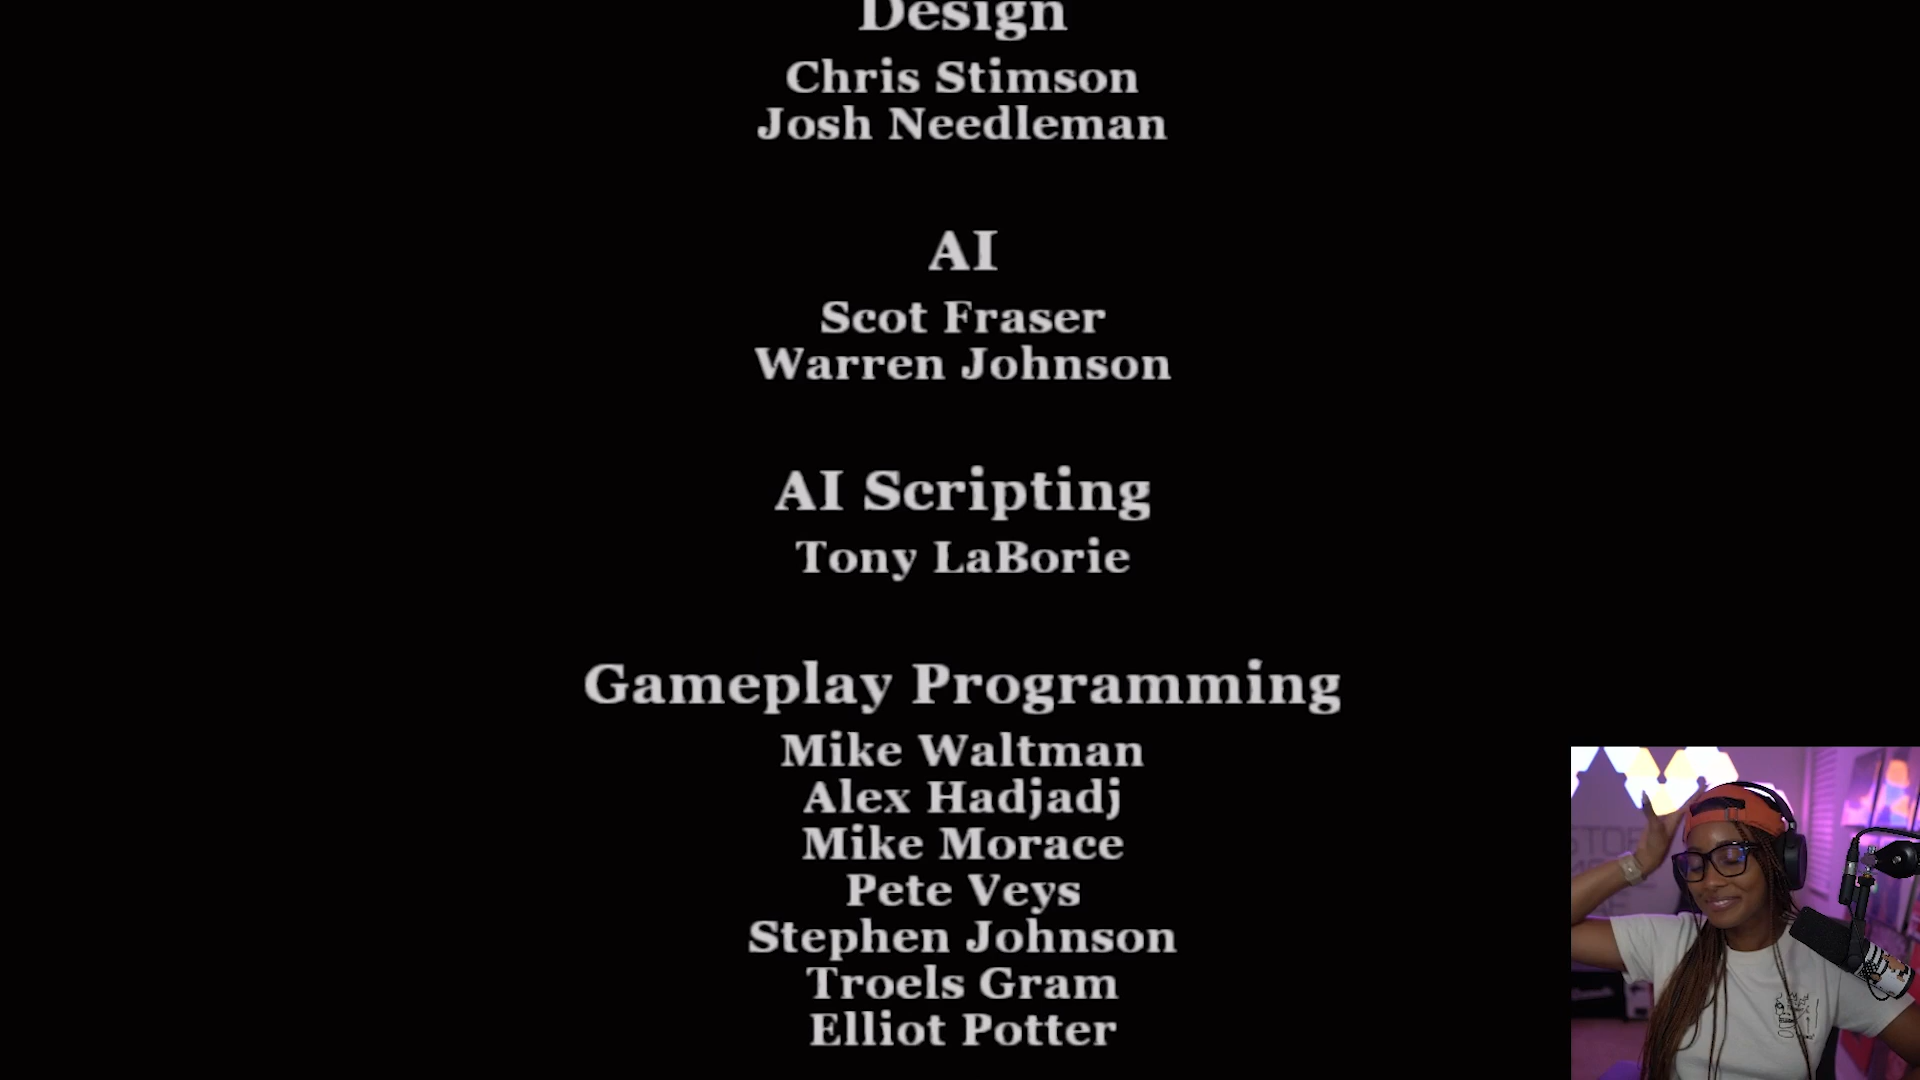 Design
Chris Stimson
Josh Needleman
AI
Scot Fraser
Warren Johnson
AI Scripting
Tony LaBorie
Gameplay Programming
Mike Waltman
Alex Hadjadj
Mike Morace
Pete Veys
Stephen Johnson
Troels Gram
Elliot Potter